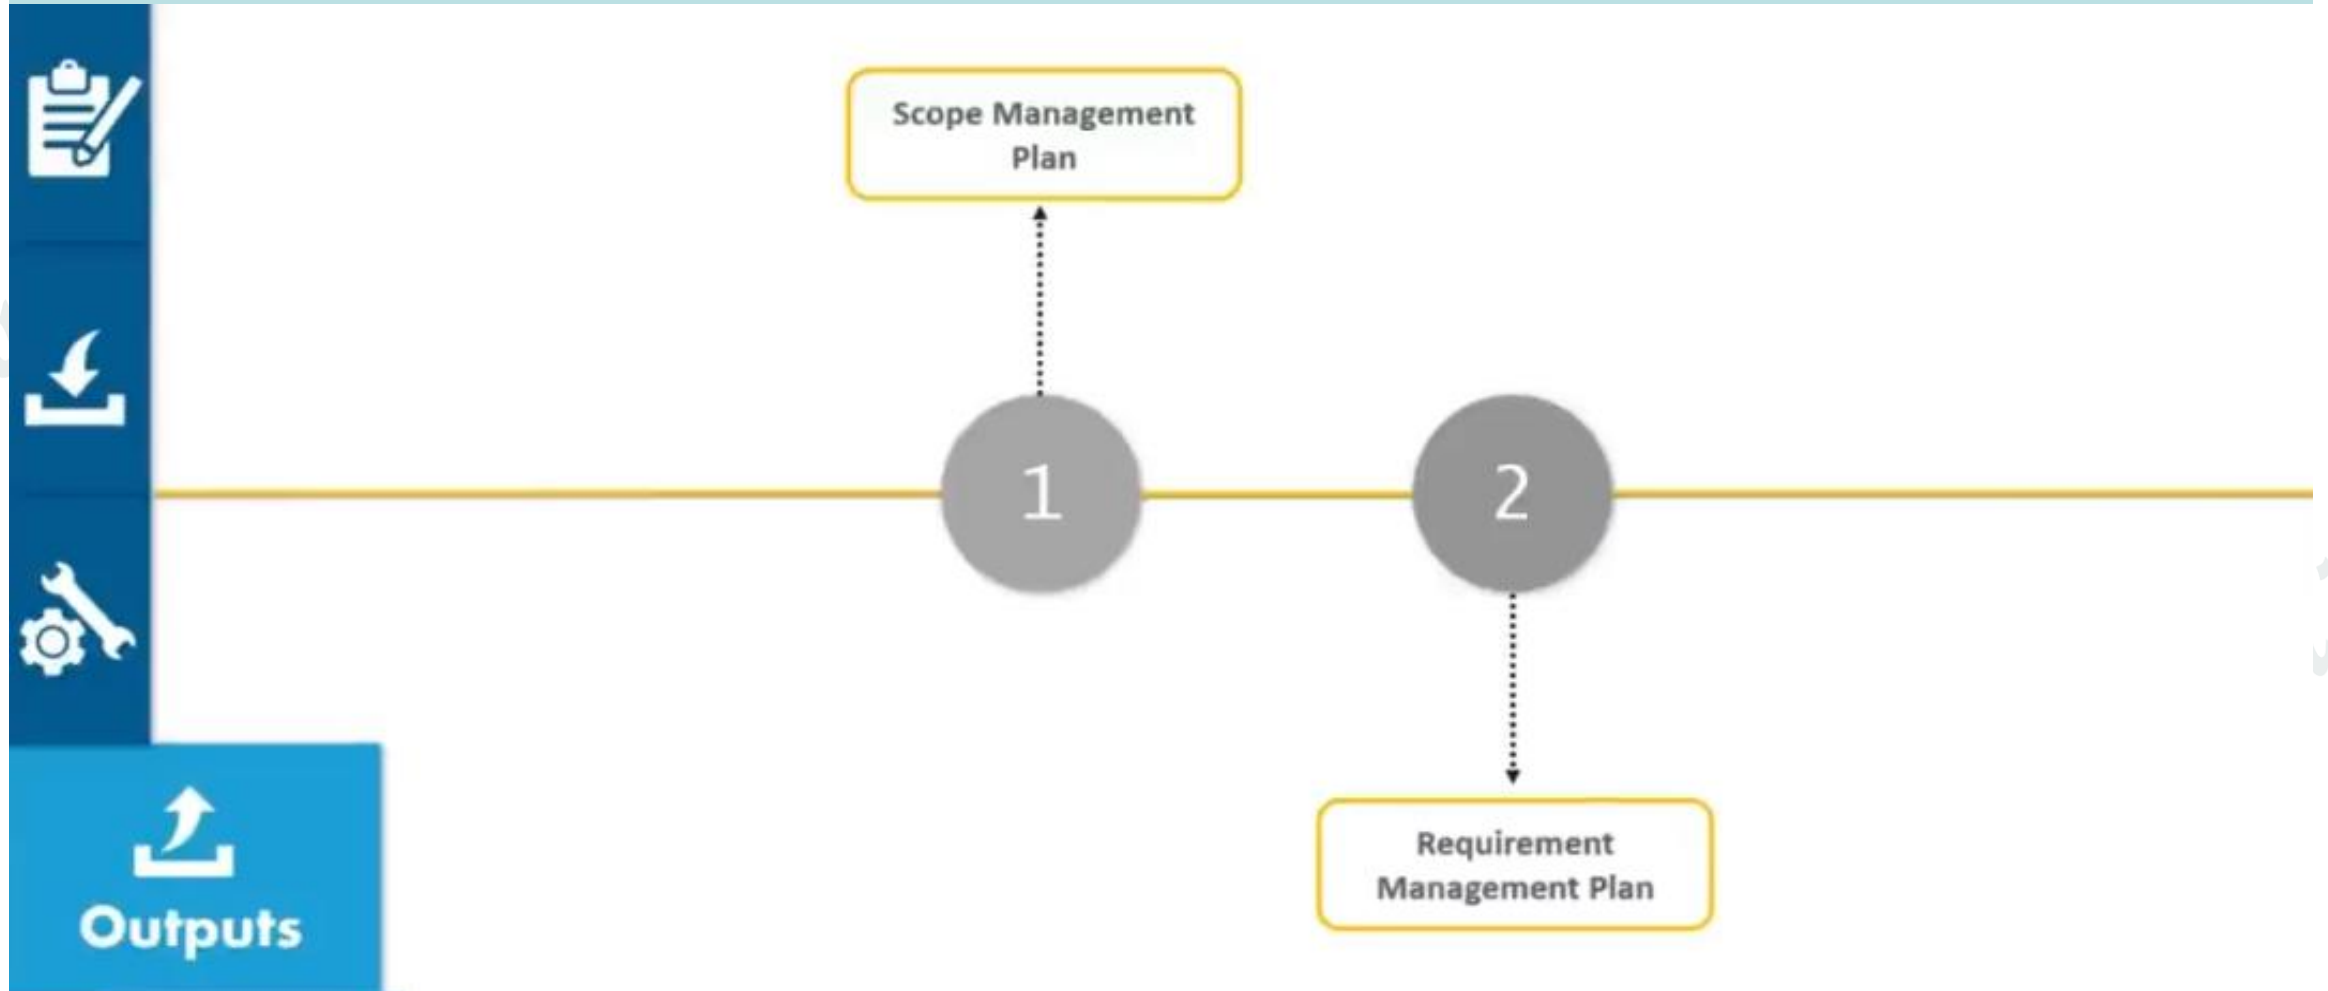 Scope Management
Plan
1
2
Requirement
Management Plan
Outputs